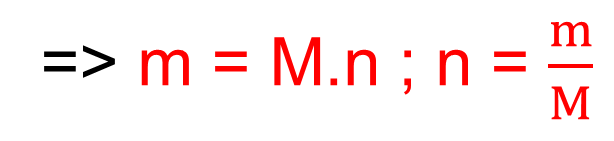 => m = M.n ; n = m/M